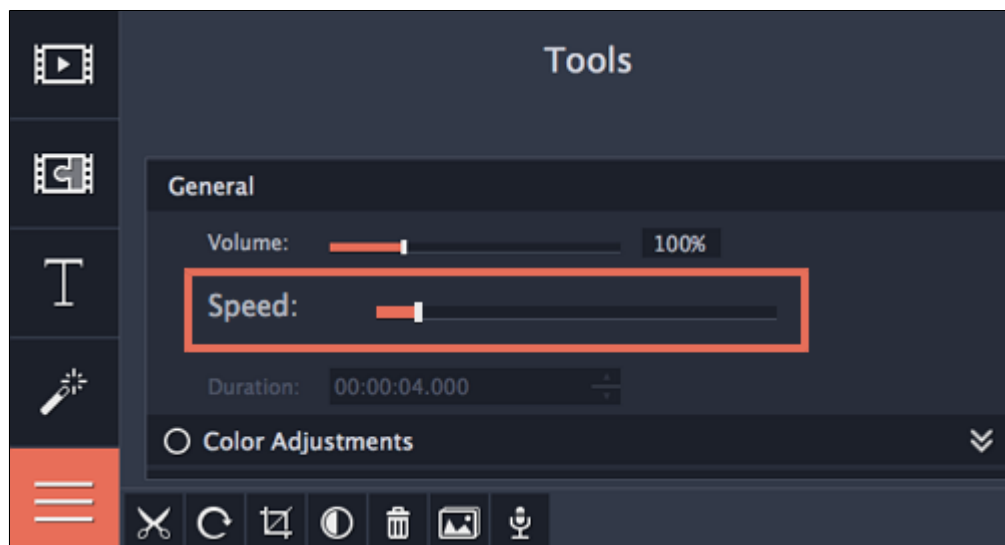 Tools
General
Volume: 100%
Speed:
Duration: 00:00:04.000
Color Adjustments